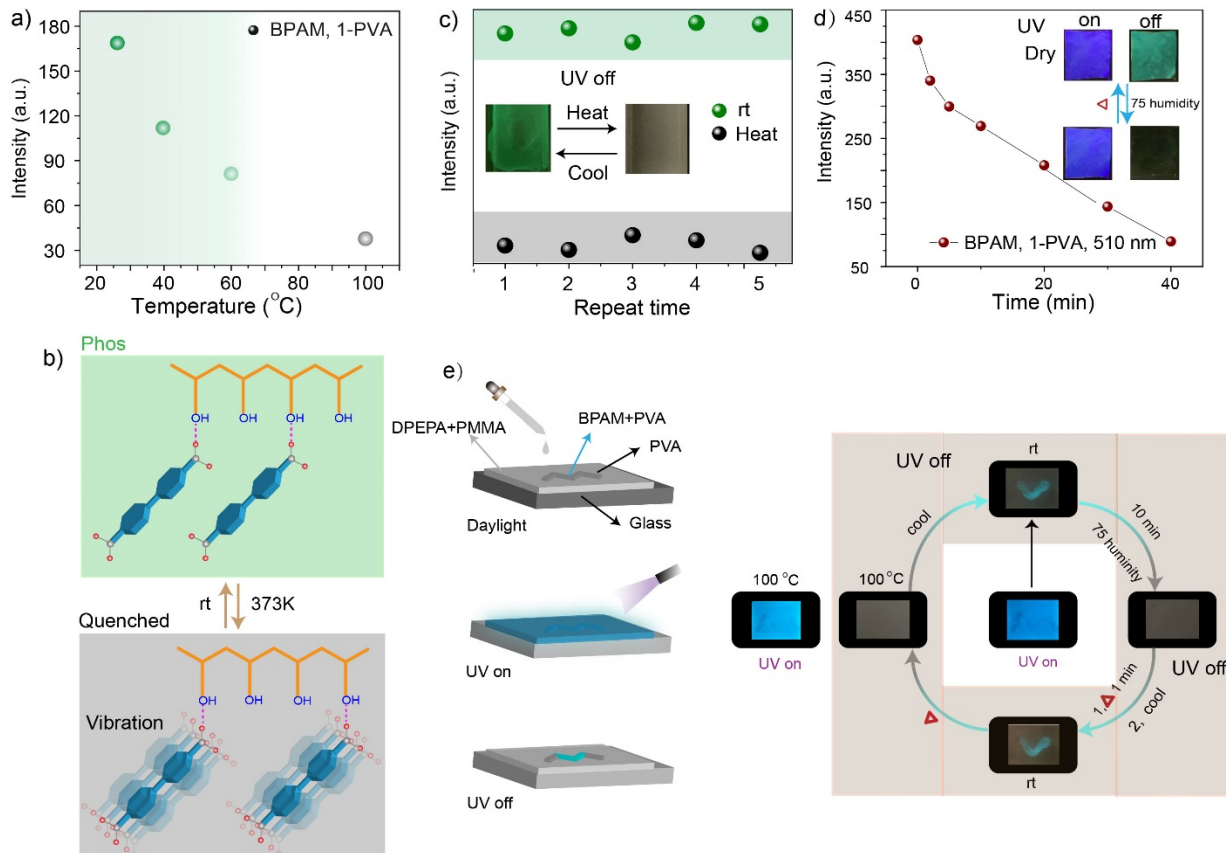 a)
180
150
120
90
60
30
Intensity (a.u.)
BPAM, 1-PVA
20
40
60
80
100
Temperature (°C)
c)
Intensity (a.u.)
UV off
Heat
Cool
rt
Heat
1
2
3
4
5
Repeat time
d)
450
350
250
150
50
Intensity (a.u.)
UV on off
Dry
75 humidity
BPAM, 1-PVA, 510 nm
0
20
40
Time (min)
b)
Phos
OH OH OH OH
rt 373K
Quenched
OH OH OH OH
Vibration
e)
DPEPA+PMMA
BPAM+PVA
PVA
Glass
Daylight
UV on
UV off
UV off
rt
cool
10 min
75 huminity
100 °C
100 °C
UV on
UV on
UV off
1, 1 min
2, cool
rt